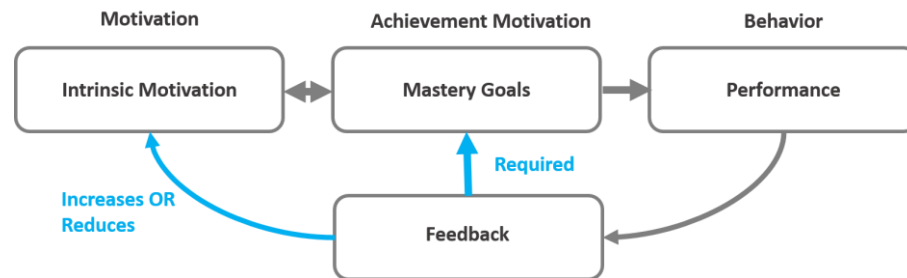 Motivation
Achievement Motivation
Behavior
Intrinsic Motivation
Mastery Goals
Performance
Required
Increases OR
Reduces
Feedback